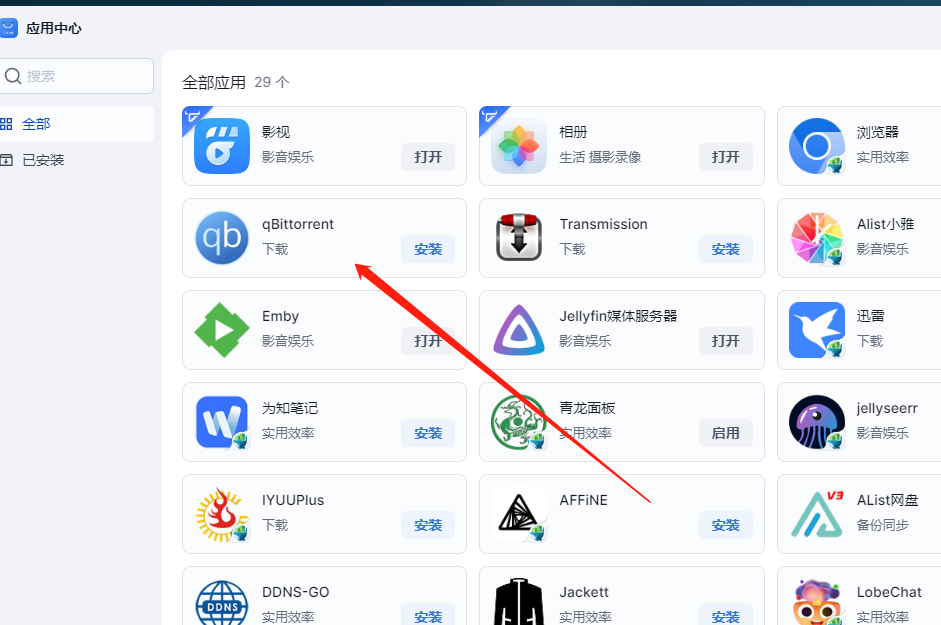 应用中心
搜索
全部
已安装
全部应用 29 个
影视
影音娱乐
打开
相册
生活 摄影录像
打开
浏览器
实用效率
qb
qBittorrent
下载
安装
Transmission
下载
安装
Alist小雅
影音娱乐
Emby
影音娱乐
打开
Jellyfin媒体服务器
影音娱乐
打开
迅雷
下载
为知笔记
实用效率
安装
青龙面板
实用效率
启用
jellyseerr
影音娱乐
IYUUPlus
下载
安装
AFFiNE
安装
V3
AList网盘
备份同步
DDNS
DDNS-GO
实用效率
安装
Jackett
实用效率
安装
LobeChat
实用效率